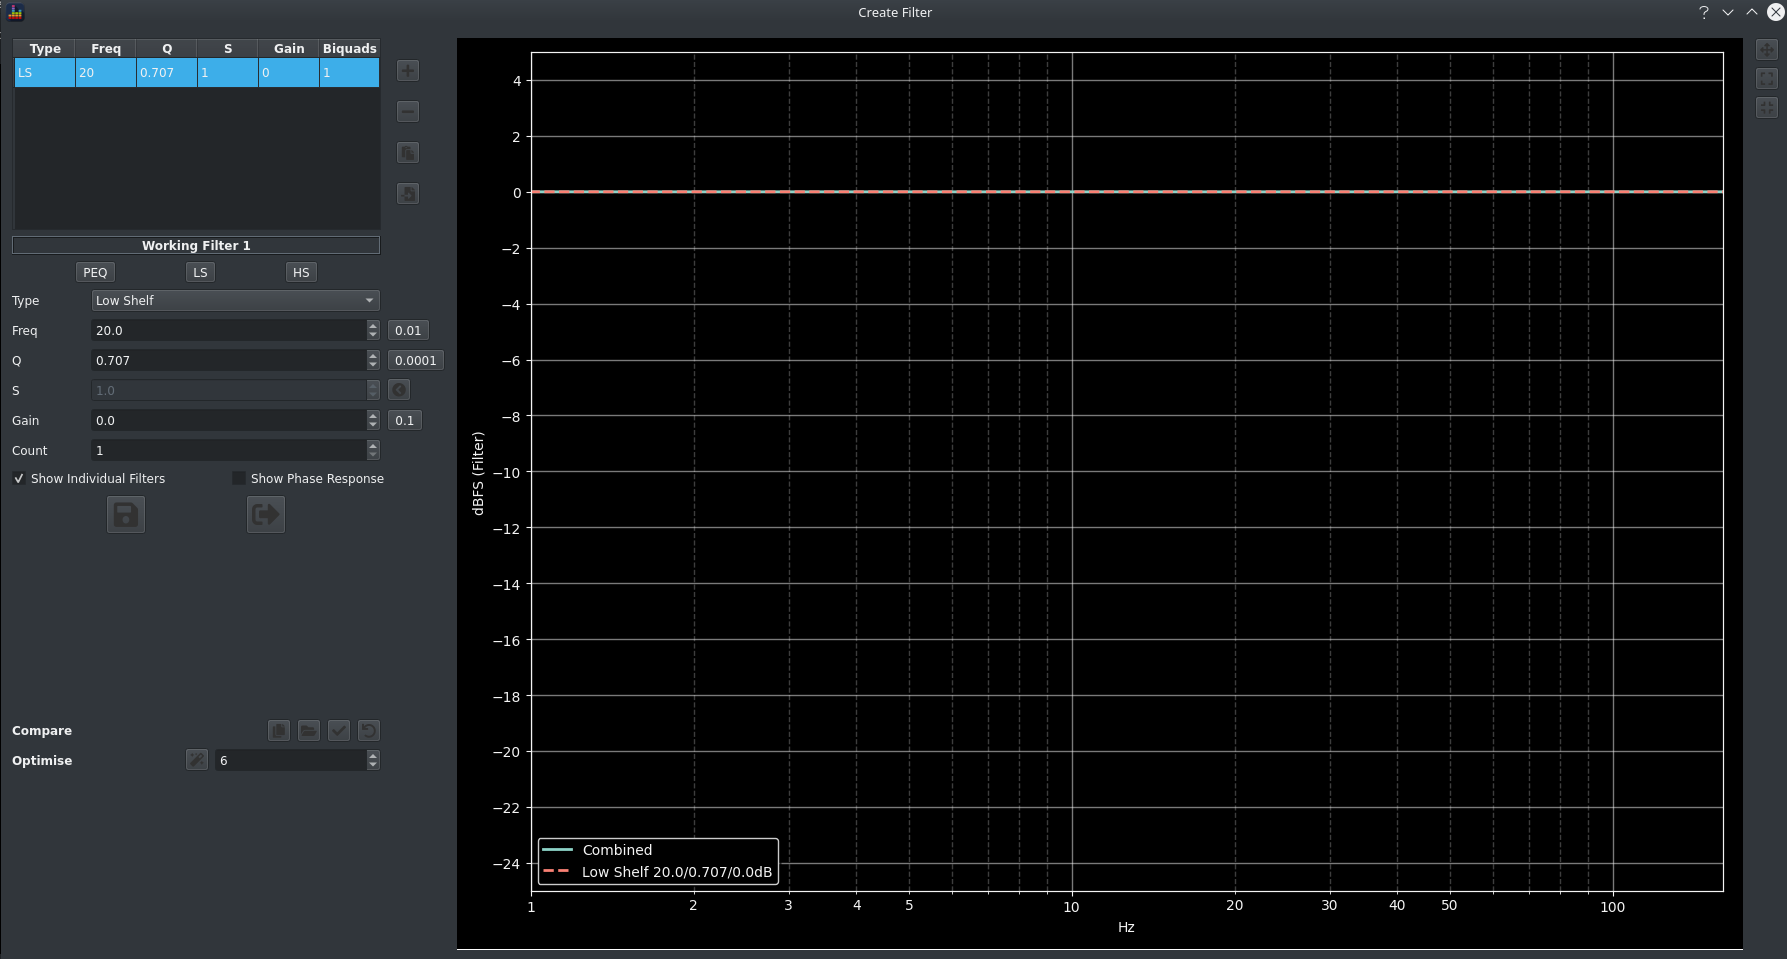 Create Filter
Type Freq Q S Gain Biquads
LS 20 0.707 1 0 1
Working Filter 1
PEQ LS HS
Type Low Shelf
Freq 20.0 0.01
Q 0.707 0.0001
S 1.0
Gain 0.0 0.1
Count 1
Show Individual Filters Show Phase Response
Compare
Optimise 6
4
2
0
−2
−4
−6
−8
−10
−12
−14
−16
−18
−20
−22
−24
dBFS (Filter)
Combined
Low Shelf 20.0/0.707/0.0dB
1 2 3 4 5 10 20 30 40 50 100
Hz